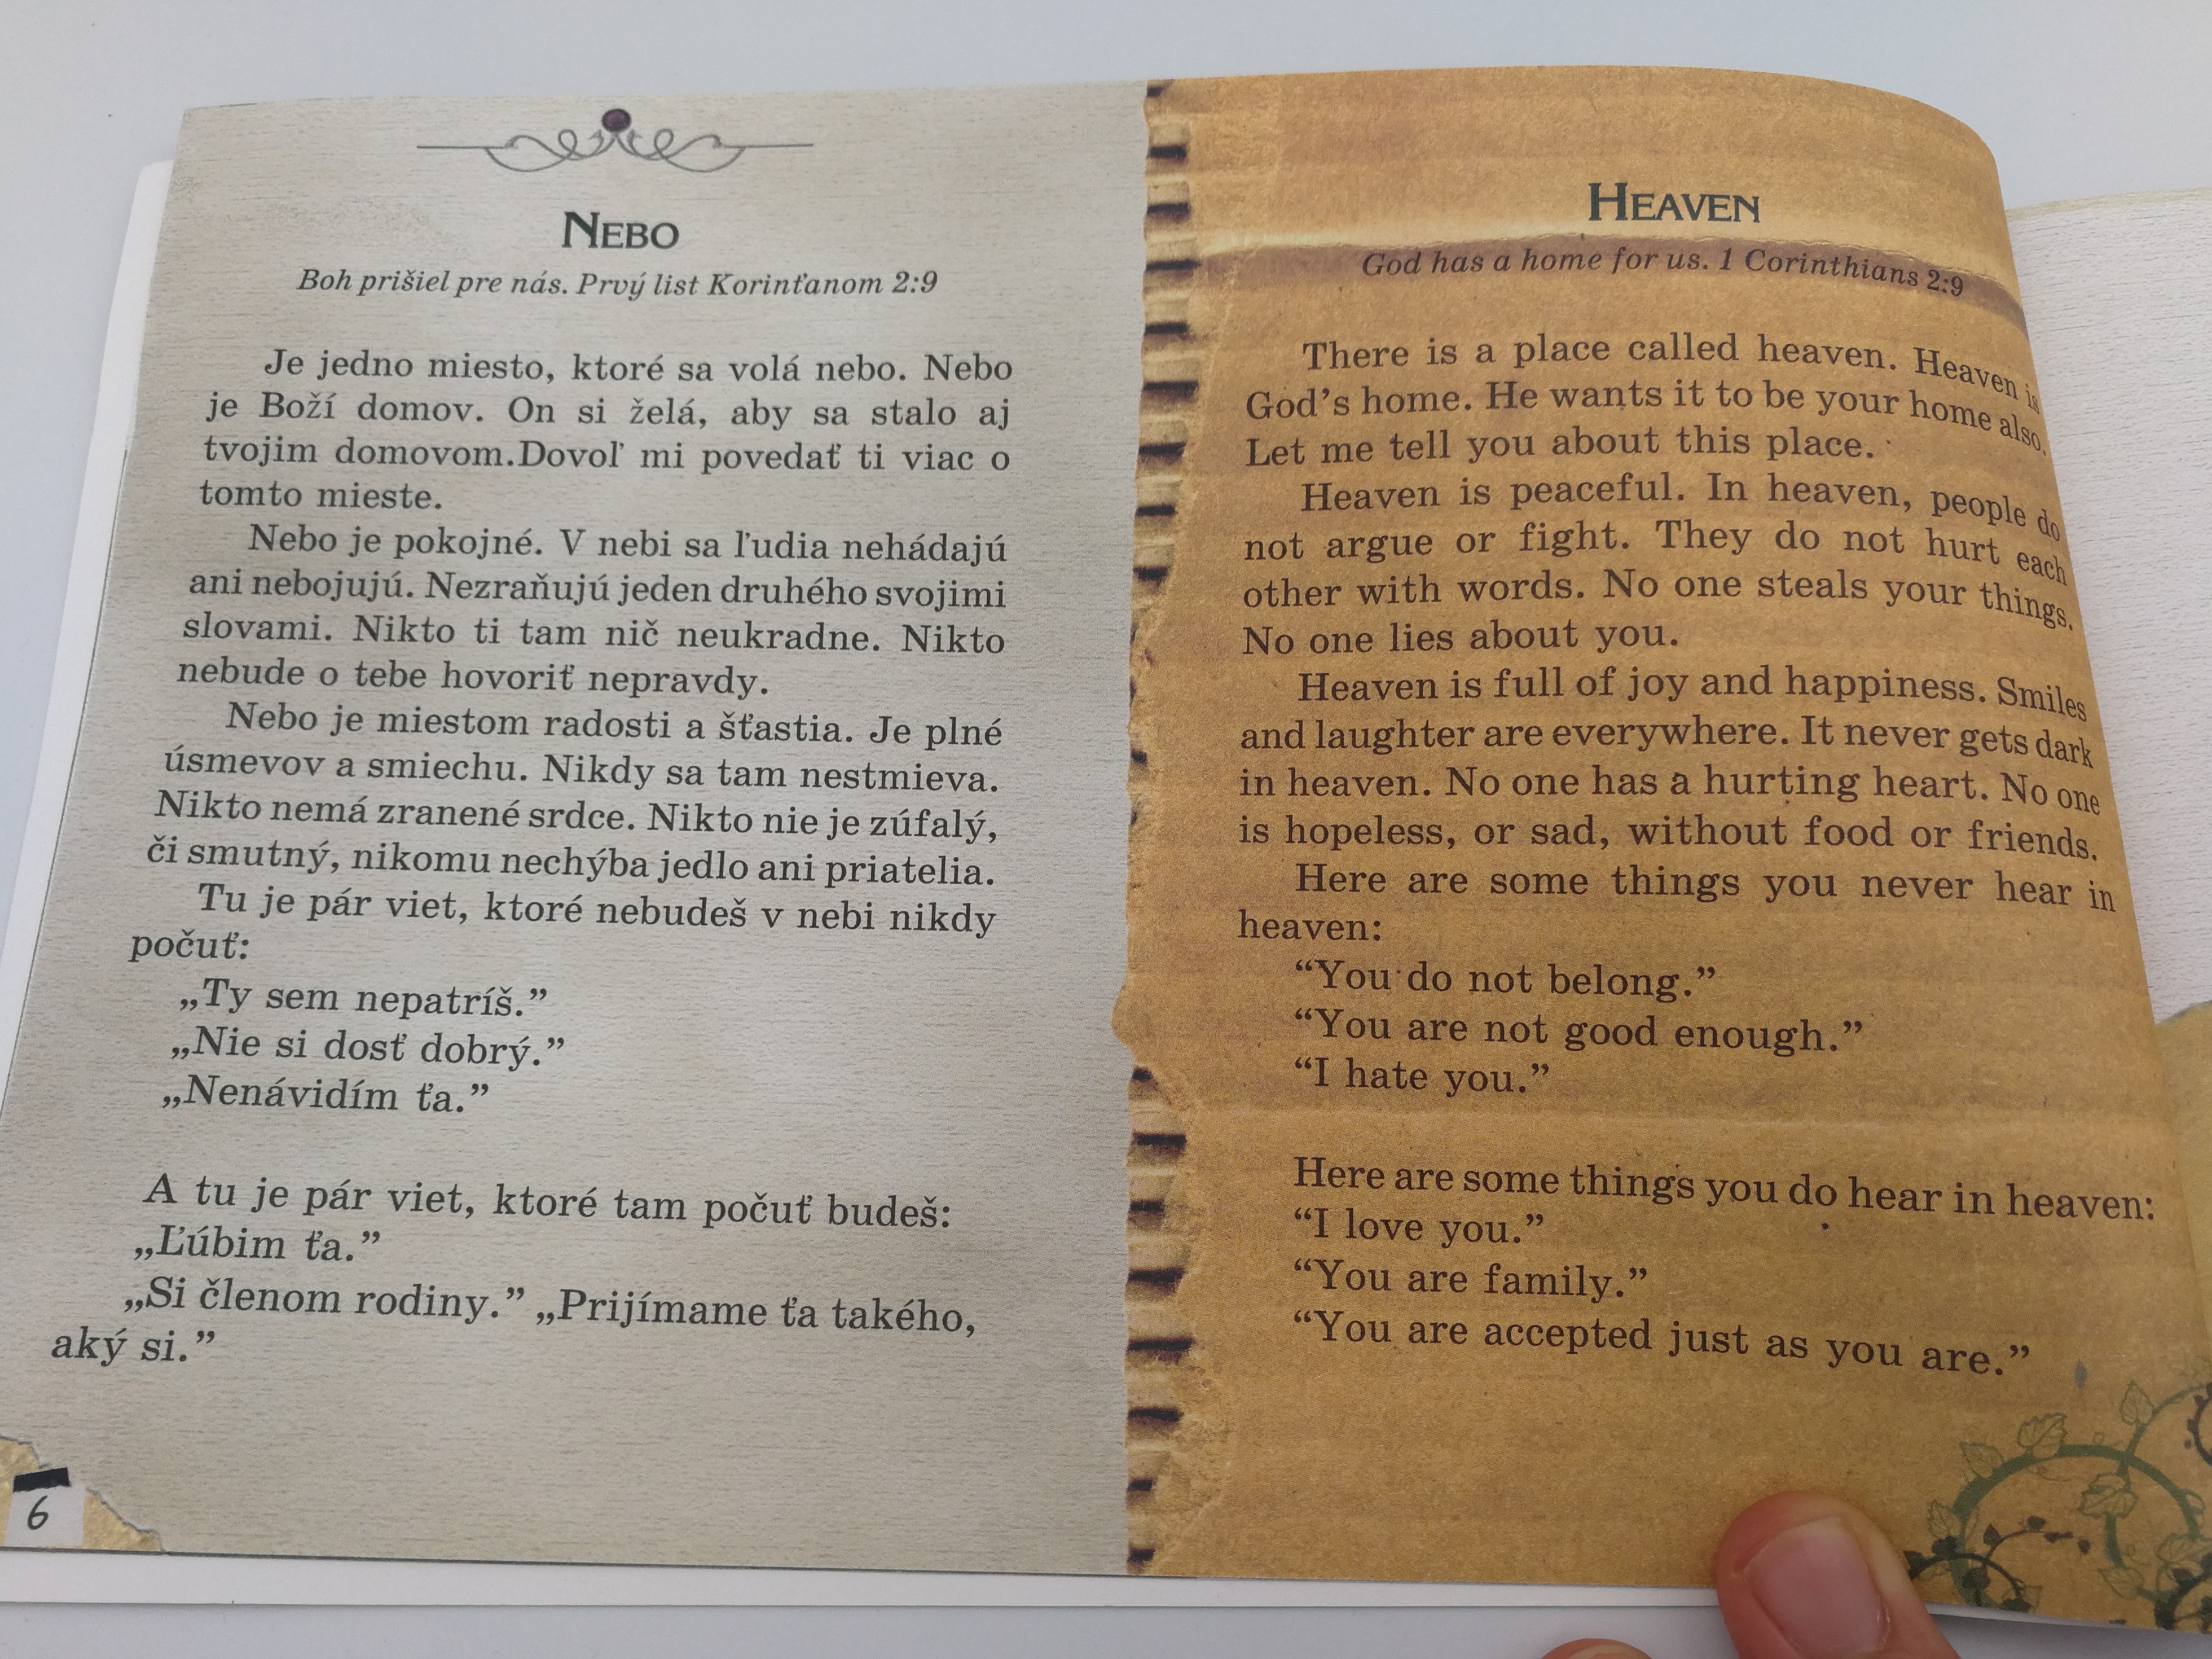 NEBO
Boh prišiel pre nás. Prvý list Korinťanom 2:9
Je jedno miesto, ktoré sa volá nebo. Nebo
je Boží domov. On si želá, aby sa stalo aj
tvojim domovom.Dovoľ mi povedať ti viac o
tomto mieste.
Nebo je pokojné. V nebi sa ľudia nehádajú
ani nebojujú. Nezraňujú jeden druhého svojimi
slovami. Nikto ti tam nič neukradne. Nikto
nebude o tebe hovoriť nepravdy.
Nebo je miestom radosti a šťastia. Je plné
úsmevov a smiechu. Nikdy sa tam nestmieva.
Nikto nemá zranené srdce. Nikto nie je zúfalý,
či smutný, nikomu nechýba jedlo ani priatelia.
Tu je pár viet, ktoré nebudeš v nebi nikdy
počuť:
„Ty sem nepatríš.”
„Nie si dosť dobrý.”
„Nenávidím ťa.”
A tu je pár viet, ktoré tam počuť budeš:
„Ľúbim ťa.”
„Si členom rodiny.” „Prijímame ťa takého,
aký si.”
6
HEAVEN
God has a home for us. 1 Corinthians 2:9
There is a place called heaven. Heaven is
God’s home. He wants it to be your home also.
Let me tell you about this place.
Heaven is peaceful. In heaven, people do
not argue or fight. They do not hurt each
other with words. No one steals your things.
No one lies about you.
Heaven is full of joy and happiness. Smiles
and laughter are everywhere. It never gets dark
in heaven. No one has a hurting heart. No one
is hopeless, or sad, without food or friends.
Here are some things you never hear in
heaven:
“You do not belong.”
“You are not good enough.”
“I hate you.”
Here are some things you do hear in heaven:
“I love you.”
“You are family.”
“You are accepted just as you are.”